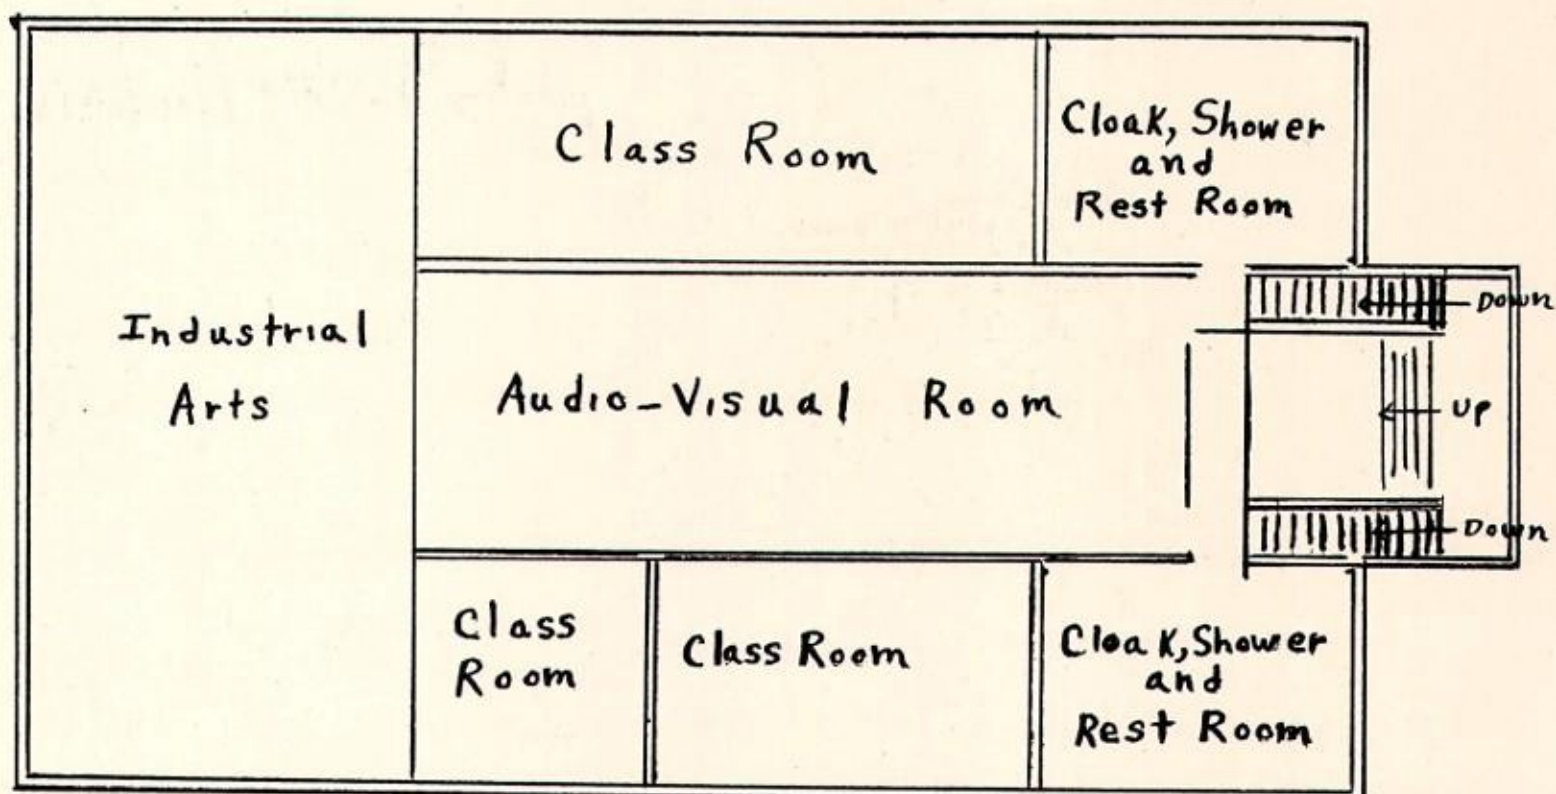 Class Room
Cloak, Shower
and
Rest Room
Down
Industrial
Arts
Audio-Visual Room
UP
Down
Class
Room
Class Room
Cloak, Shower
and
Rest Room